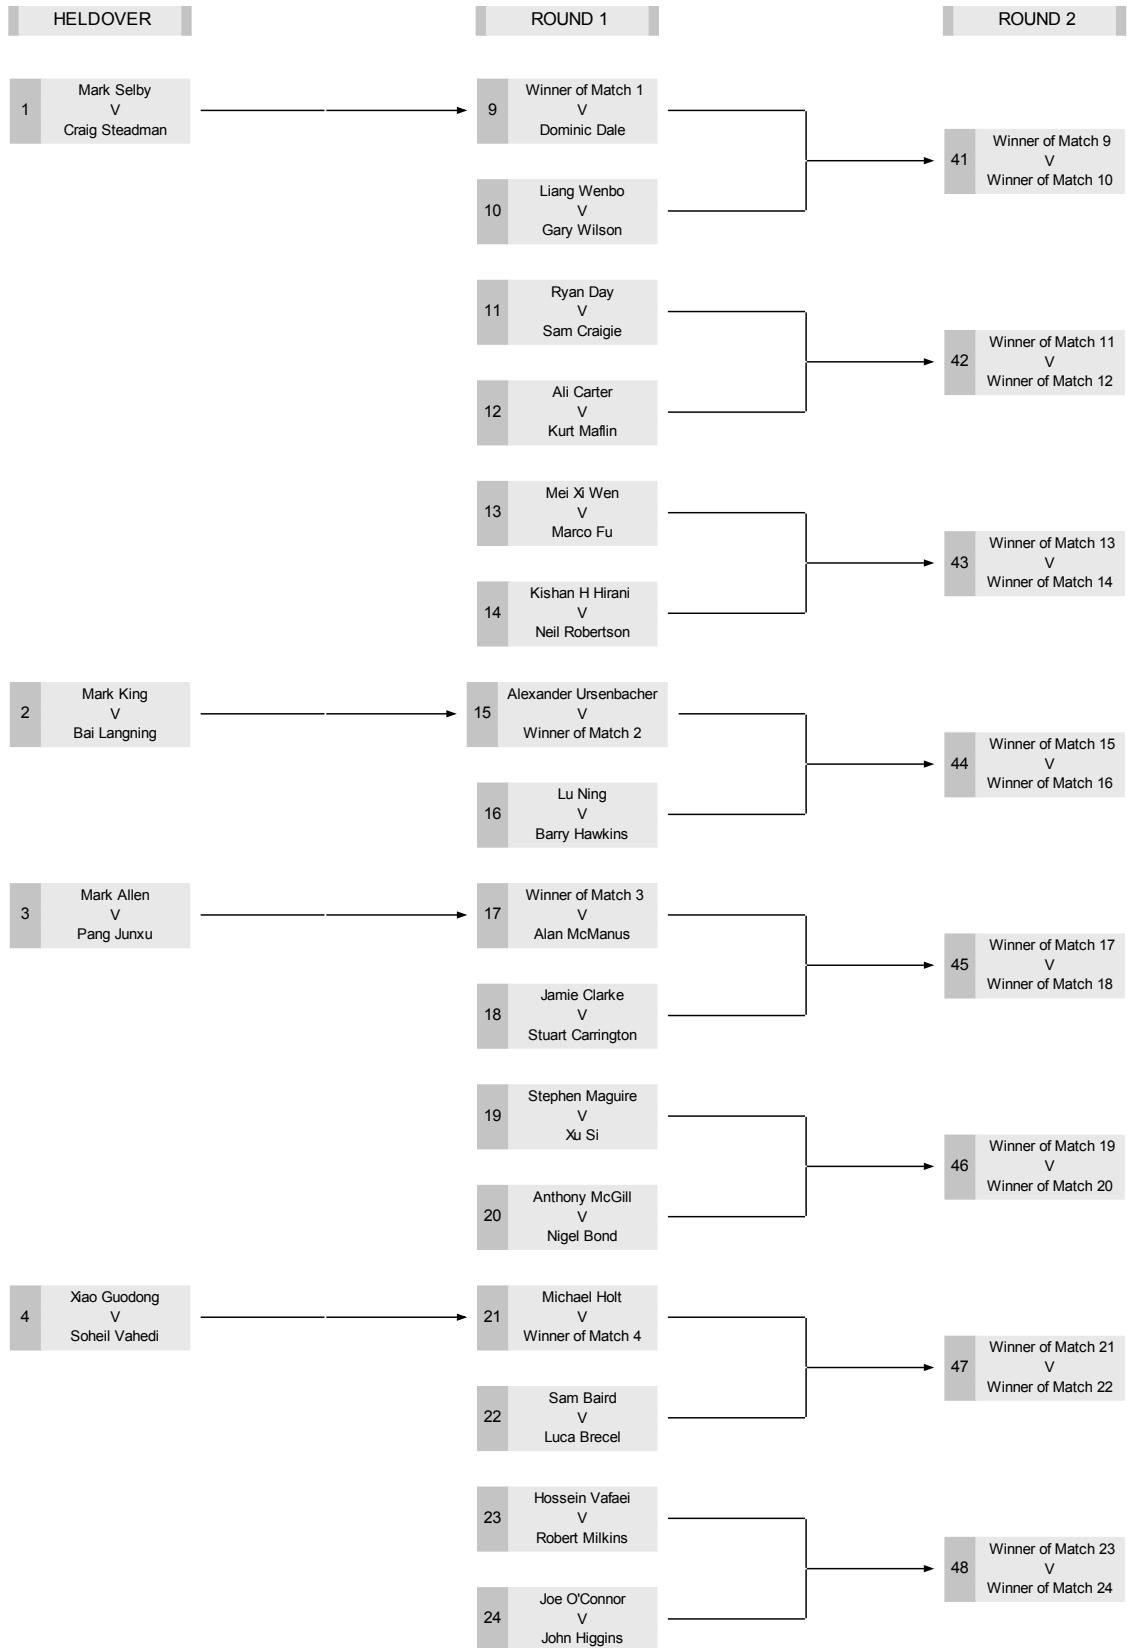 HELDOVER
ROUND 1
ROUND 2
1
Mark Selby
V
Craig Steadman
9
Winner of Match 1
V
Dominic Dale
10
Liang Wenbo
V
Gary Wilson
41
Winner of Match 9
V
Winner of Match 10
11
Ryan Day
V
Sam Craigie
12
Ali Carter
V
Kurt Maflin
42
Winner of Match 11
V
Winner of Match 12
13
Mei Xi Wen
V
Marco Fu
14
Kishan H Hirani
V
Neil Robertson
43
Winner of Match 13
V
Winner of Match 14
2
Mark King
V
Bai Langning
15
Alexander Ursenbacher
V
Winner of Match 2
16
Lu Ning
V
Barry Hawkins
44
Winner of Match 15
V
Winner of Match 16
3
Mark Allen
V
Pang Junxu
17
Winner of Match 3
V
Alan McManus
18
Jamie Clarke
V
Stuart Carrington
45
Winner of Match 17
V
Winner of Match 18
19
Stephen Maguire
V
Xu Si
20
Anthony McGill
V
Nigel Bond
46
Winner of Match 19
V
Winner of Match 20
4
Xiao Guodong
V
Soheil Vahedi
21
Michael Holt
V
Winner of Match 4
22
Sam Baird
V
Luca Brecel
47
Winner of Match 21
V
Winner of Match 22
23
Hossein Vafaei
V
Robert Milkins
24
Joe O'Connor
V
John Higgins
48
Winner of Match 23
V
Winner of Match 24